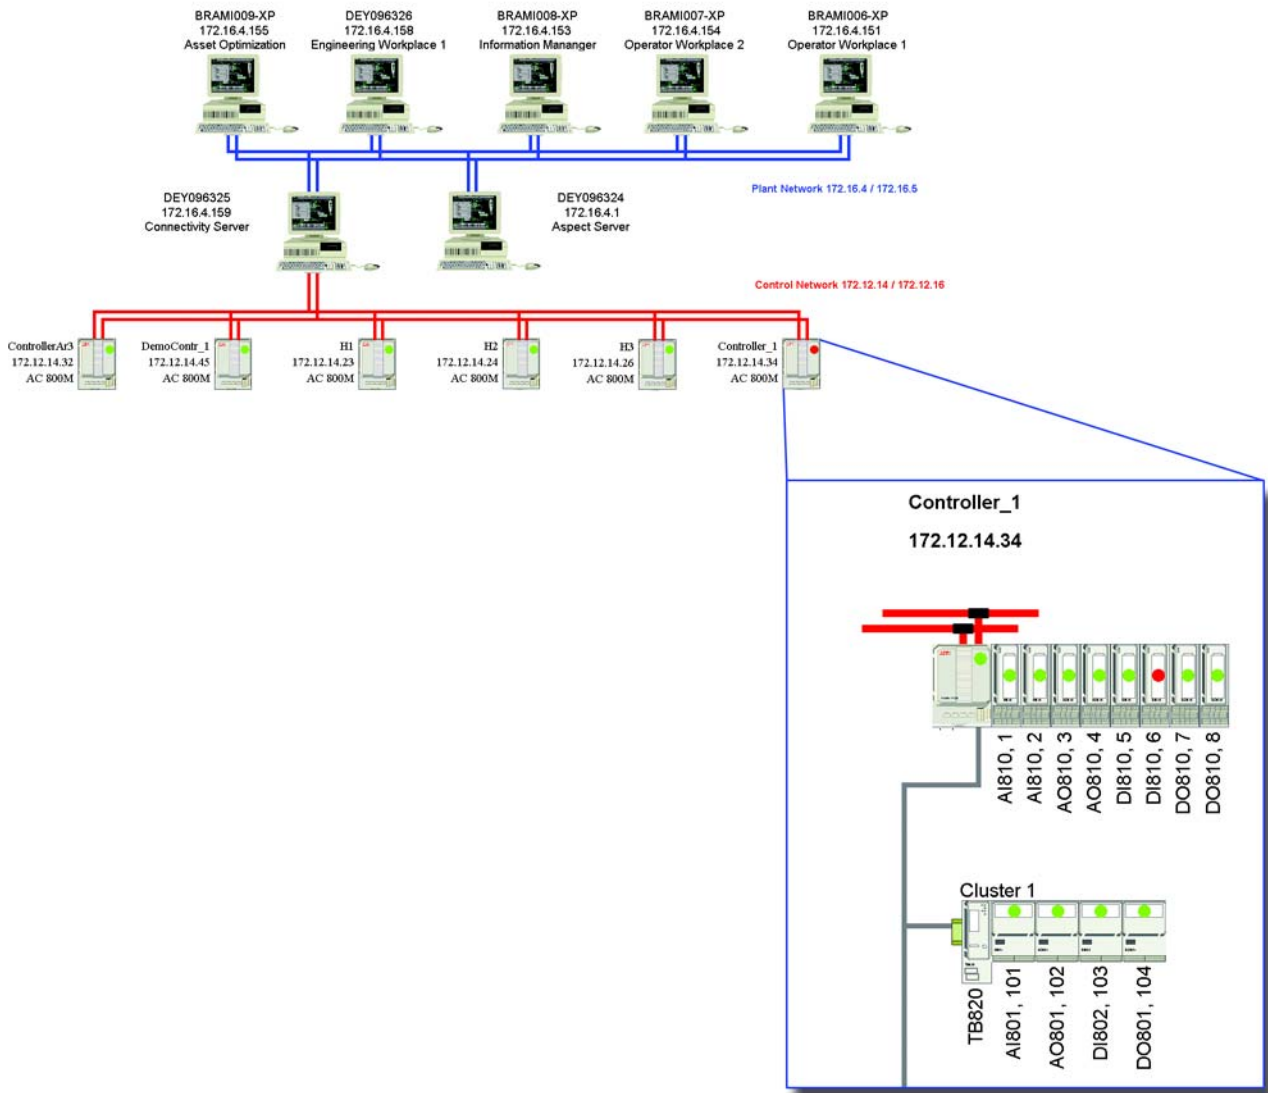 BRAMI009-XP
172.16.4.155
Asset Optimization
DEY096326
172.16.4.158
Engineering Workplace 1
BRAMI008-XP
172.16.4.153
Information Mananger
BRAMI007-XP
172.16.4.154
Operator Workplace 2
BRAMI006-XP
172.16.4.151
Operator Workplace 1
DEY096325
172.16.4.159
Connectivity Server
DEY096324
172.16.4.1
Aspect Server
Plant Network 172.16.4 / 172.16.5
Control Network 172.12.14 / 172.12.16
ControllerAr3
172.12.14.32
AC 800M
DemoContr_1
172.12.14.45
AC 800M
H1
172.12.14.23
AC 800M
H2
172.12.14.24
AC 800M
H3
172.12.14.26
AC 800M
Controller_1
172.12.14.34
AC 800M
Controller_1
172.12.14.34
AI810, 1
AI810, 2
AO810, 3
AO810, 4
DI810, 5
DI810, 6
DO810, 7
DO810, 8
Cluster 1
TB820
AI801, 101
AO801, 102
DI802, 103
DO801, 104